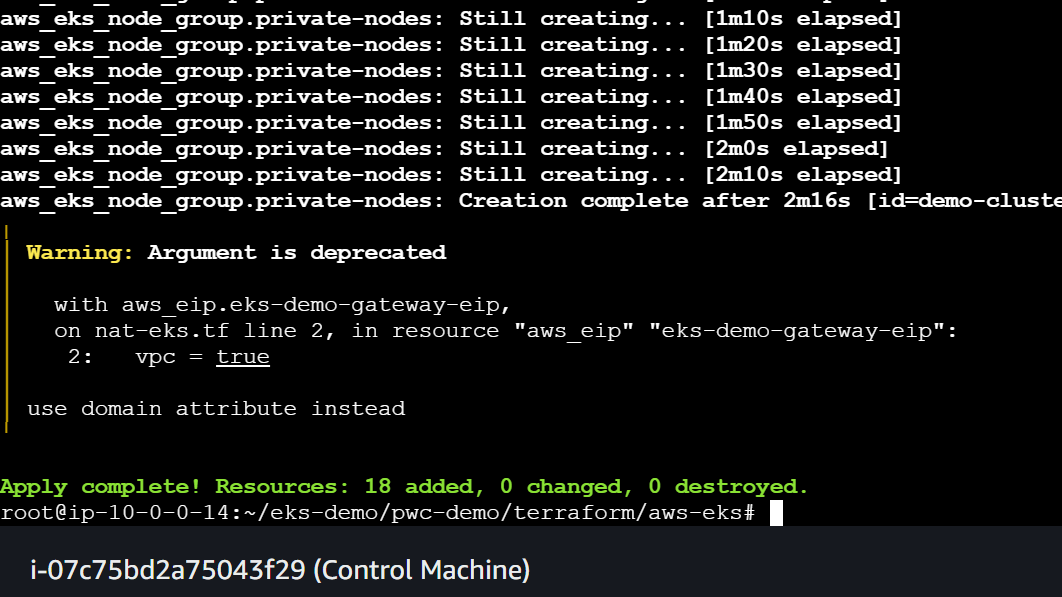 aws_eks_node_group.private-nodes: Still creating... [1m10s elapsed]
aws_eks_node_group.private-nodes: Still creating... [1m20s elapsed]
aws_eks_node_group.private-nodes: Still creating... [1m30s elapsed]
aws_eks_node_group.private-nodes: Still creating... [1m40s elapsed]
aws_eks_node_group.private-nodes: Still creating... [1m50s elapsed]
aws_eks_node_group.private-nodes: Still creating... [2m0s elapsed]
aws_eks_node_group.private-nodes: Still creating... [2m10s elapsed]
aws_eks_node_group.private-nodes: Creation complete after 2m16s [id=demo-cluste
Warning: Argument is deprecated
with aws_eip.eks-demo-gateway-eip,
on nat-eks.tf line 2, in resource "aws_eip" "eks-demo-gateway-eip":
2: vpc = true
use domain attribute instead
Apply complete! Resources: 18 added, 0 changed, 0 destroyed.
root@ip-10-0-0-14:~/eks-demo/pwc-demo/terraform/aws-eks#
i-07c75bd2a75043f29 (Control Machine)